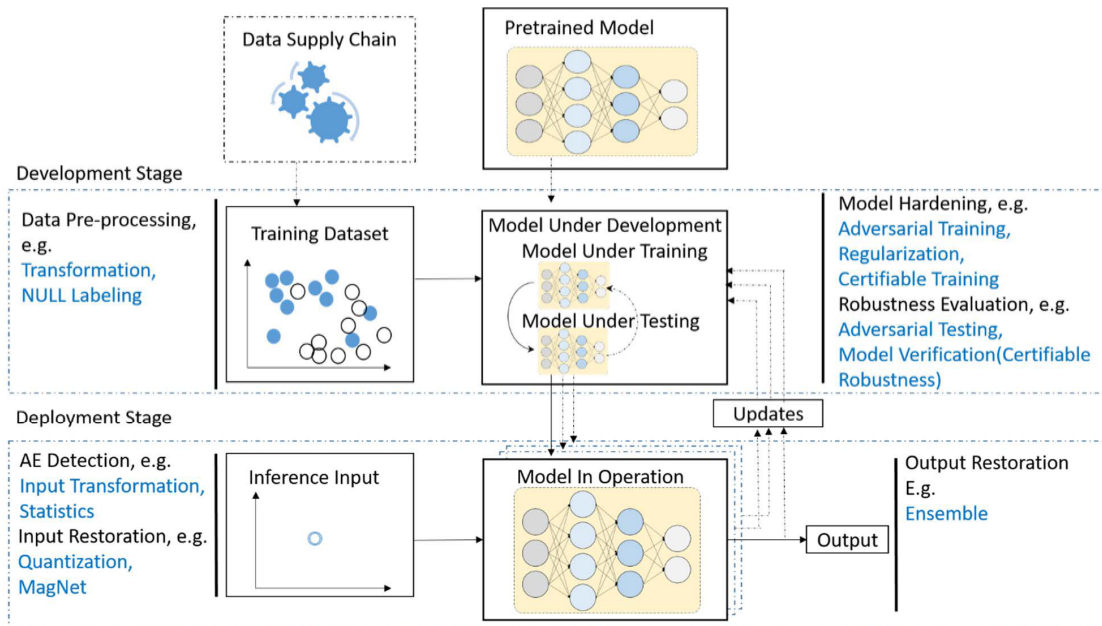 Data Supply Chain
Pretrained Model
Development Stage
Data Pre-processing,
e.g.
Transformation,
NULL Labeling
Training Dataset
Model Under Development
Model Under Training
Model Under Testing
Model Hardening, e.g.
Adversarial Training,
Regularization,
Certifiable Training
Robustness Evaluation, e.g.
Adversarial Testing,
Model Verification(Certifiable
Robustness)
Updates
Deployment Stage
AE Detection, e.g.
Input Transformation,
Statistics
Input Restoration, e.g.
Quantization,
MagNet
Inference Input
Model In Operation
Output
Output Restoration
E.g.
Ensemble